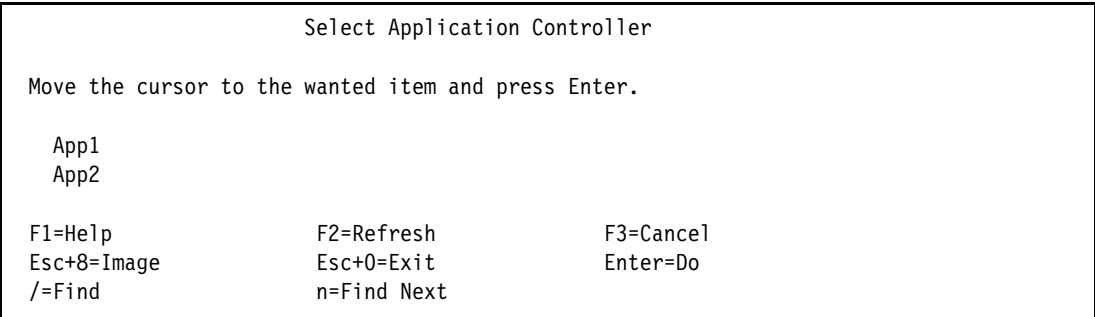 Select Application Controller
Move the cursor to the wanted item and press Enter.
App1
App2
F1=Help F2=Refresh F3=Cancel
Esc+8=Image Esc+0=Exit Enter=Do
/=Find n=Find Next